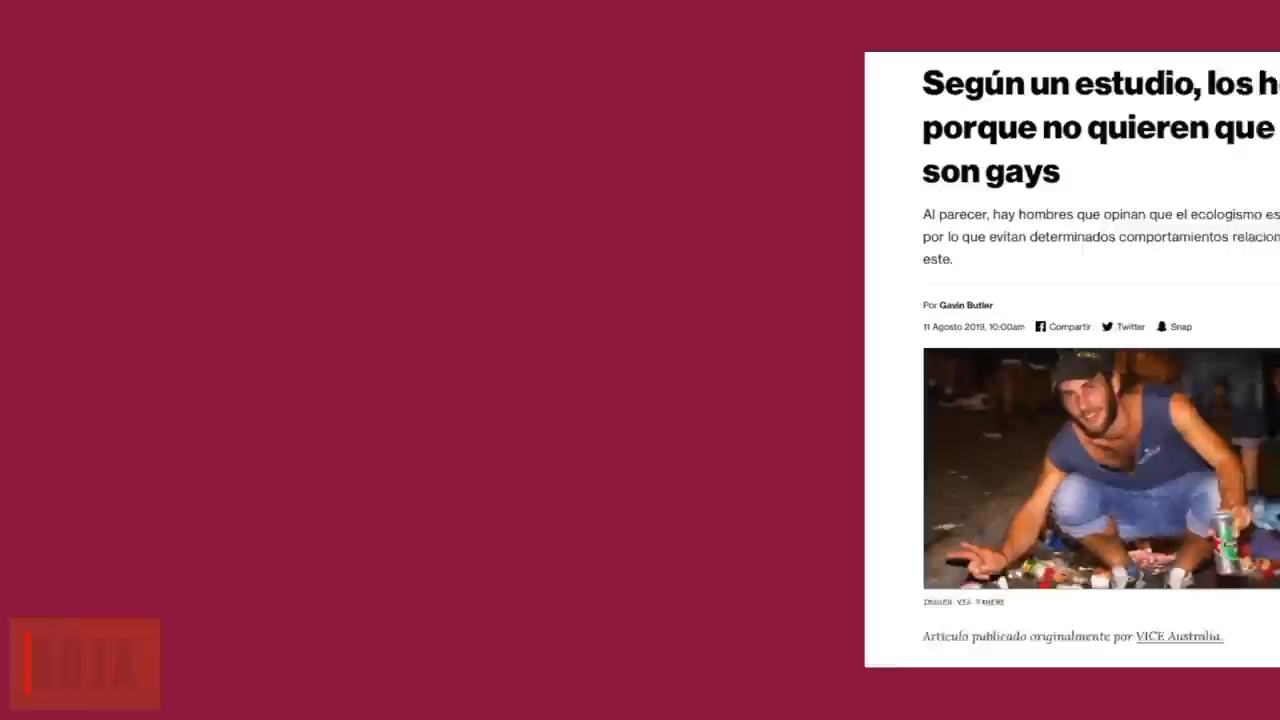 Según un estudio, los h
porque no quieren que
son gays
Al parecer, hay hombres que opinan que el ecologismo es
por lo que evitan determinados comportamientos relacion
este.
Por Gavin Butler
11 Agosto 2019, 10:00am Compartir Twitter Snap
IMAGEN VIA
Artículo publicado originalmente por VICE Australia.